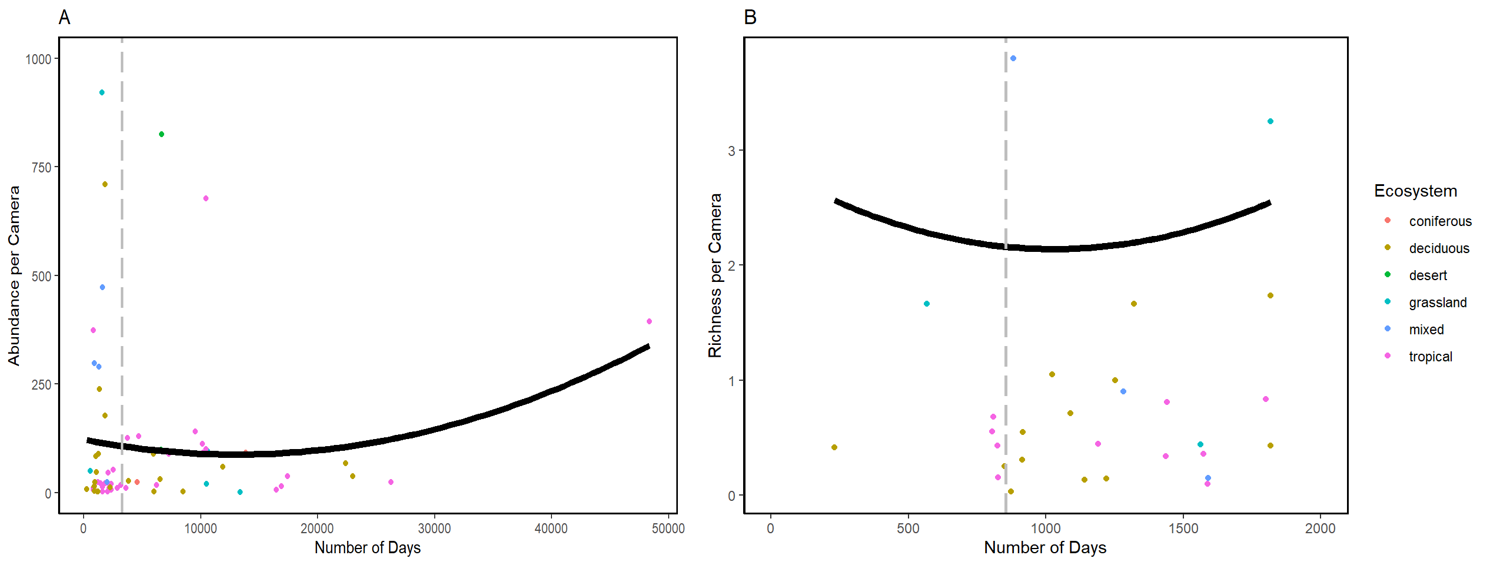 A
Abundance per Camera
1000
750
500
250
0
0 10000 20000 30000 40000 50000
Number of Days
B
Richness per Camera
3
2
1
0
0 500 1000 1500 2000
Number of Days
Ecosystem
coniferous
deciduous
desert
grassland
mixed
tropical